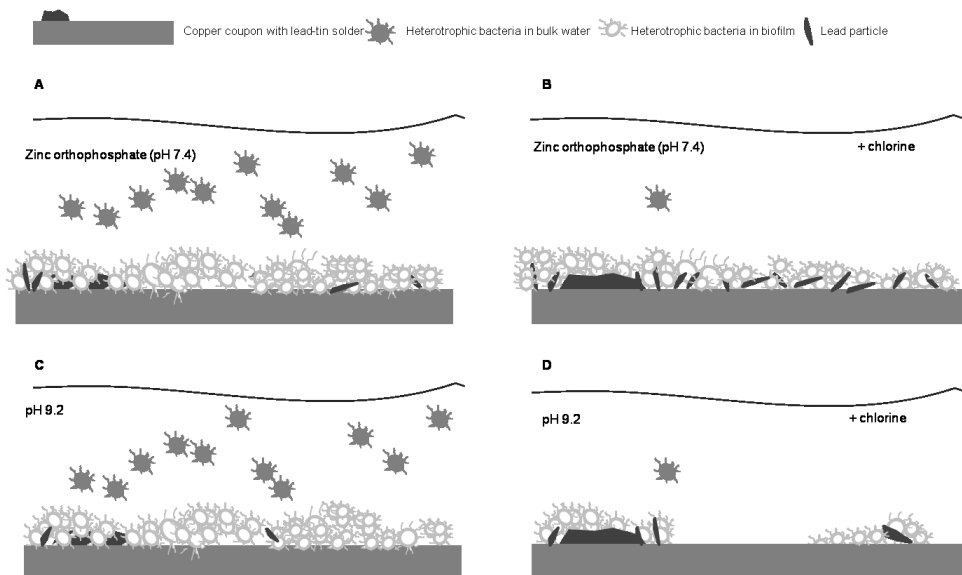 Copper coupon with lead-tin solder Heterotrophic bacteria in bulk water Heterotrophic bacteria in biofilm Lead particle
A
B
Zinc orthophosphate (pH 7.4)
Zinc orthophosphate (pH 7.4) + chlorine
C
D
pH 9.2
pH 9.2 + chlorine